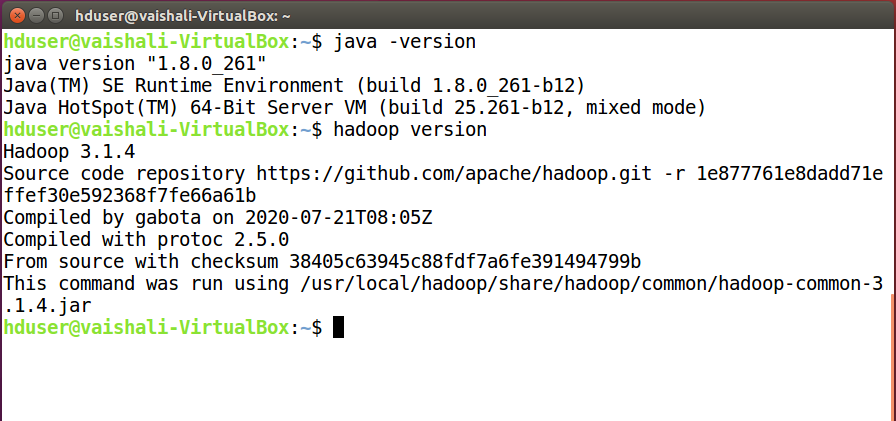 hduser@vaishali-VirtualBox: ~
hduser@vaishali-VirtualBox:~$ java -version
java version "1.8.0_261"
Java(TM) SE Runtime Environment (build 1.8.0_261-b12)
Java HotSpot(TM) 64-Bit Server VM (build 25.261-b12, mixed mode)
hduser@vaishali-VirtualBox:~$ hadoop version
Hadoop 3.1.4
Source code repository https://github.com/apache/hadoop.git -r 1e877761e8dadd71e
ffef30e592368f7fe66a61b
Compiled by gabota on 2020-07-21T08:05Z
Compiled with protoc 2.5.0
From source with checksum 38405c63945c88fdf7a6fe391494799b
This command was run using /usr/local/hadoop/share/hadoop/common/hadoop-common-3
.1.4.jar
hduser@vaishali-VirtualBox:~$